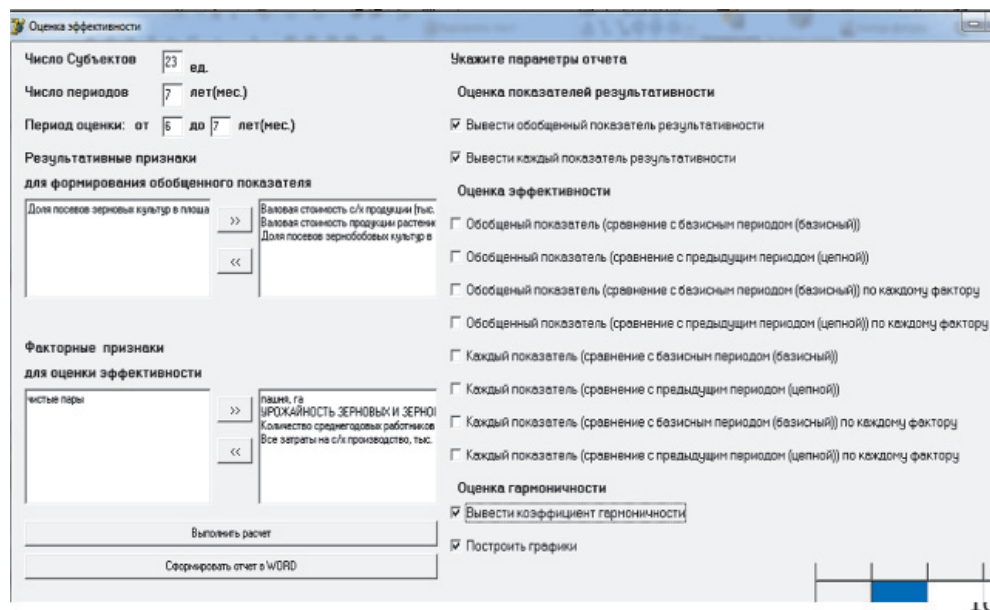 Оценка эффективности
Число Субъектов 23 ед.
Число периодов 7 лет(мес.)
Период оценки: от 6 до 7 лет(мес.)
Результативные признаки
для формирования обобщенного показателя
Доля посевов зерновых культур в площа
>>
<<
Валовая стоимость с/х продукции (тыс.
Валовая стоимость продукции растени
Доля посевов зернобобовых культур в
Факторные признаки
для оценки эффективности
чистые пары
>>
<<
пашня, га
УРОЖАЙНОСТЬ ЗЕРНОВЫХ И ЗЕРНО
Количество среднегодовых работников
Все затраты на с/х производство, тыс.
Выполнить расчет
Сформировать отчет в WORD
Укажите параметры отчета
Оценка показателей результативности
Вывести обобщенный показатель результативности
Вывести каждый показатель результативности
Оценка эффективности
Обобщеный показатель (сравнение с базисным периодом (базисный))
Обобщеный показатель (сравнение с предыдущим периодом (цепной))
Обобщеный показатель (сравнение с базисным периодом (базисный)) по каждому фактору
Обобщенный показатель (сравнение с предыдущим периодом (цепной)) по каждому фактору
Каждый показатель (сравнение с базисным периодом (базисный))
Каждый показатель (сравнение с предыдущим периодом (цепной))
Каждый показатель (сравнение с базисным периодом (базисный)) по каждому фактору
Каждый показатель (сравнение с предыдущим периодом (цепной)) по каждому фактору
Оценка гармоничности
Вывести коэффициент гармоничности
Построить графики